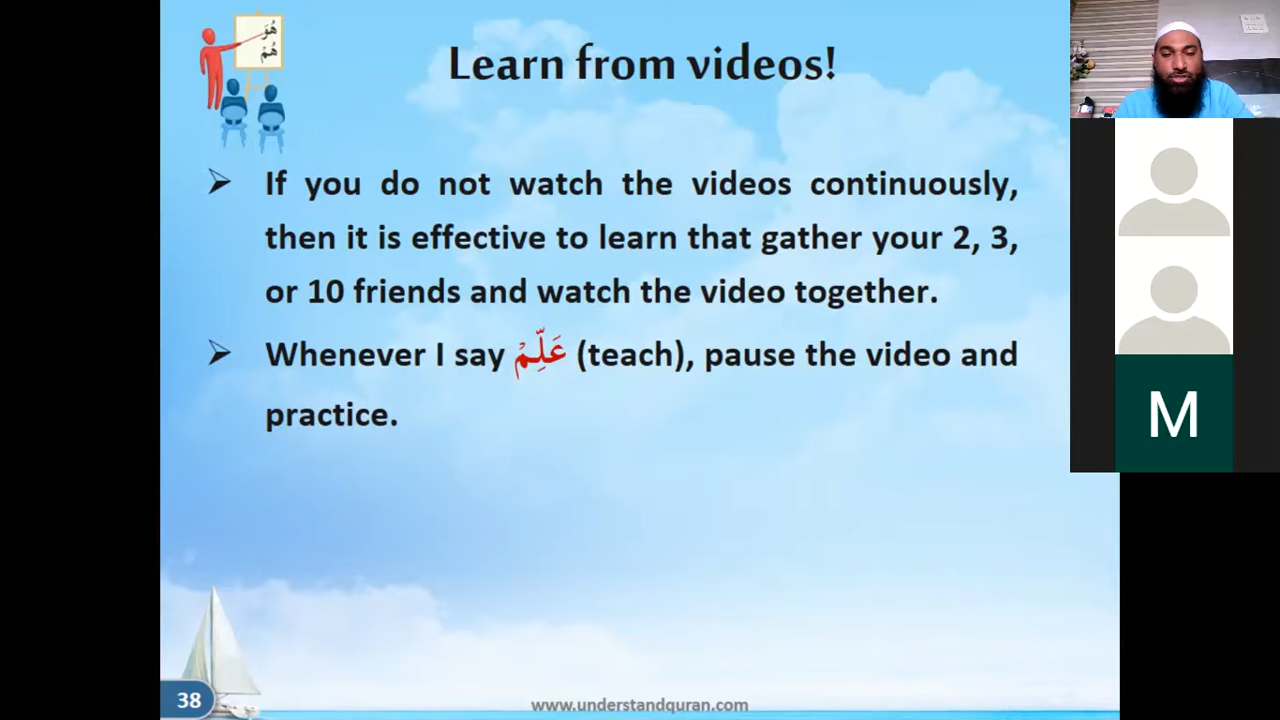 هُوَ
هُمْ
Learn from videos!
➢ If you do not watch the videos continuously,
then it is effective to learn that gather your 2, 3,
or 10 friends and watch the video together.
➢ Whenever I say عَلِّمْ (teach), pause the video and
practice.
M
38
www.understandquran.com